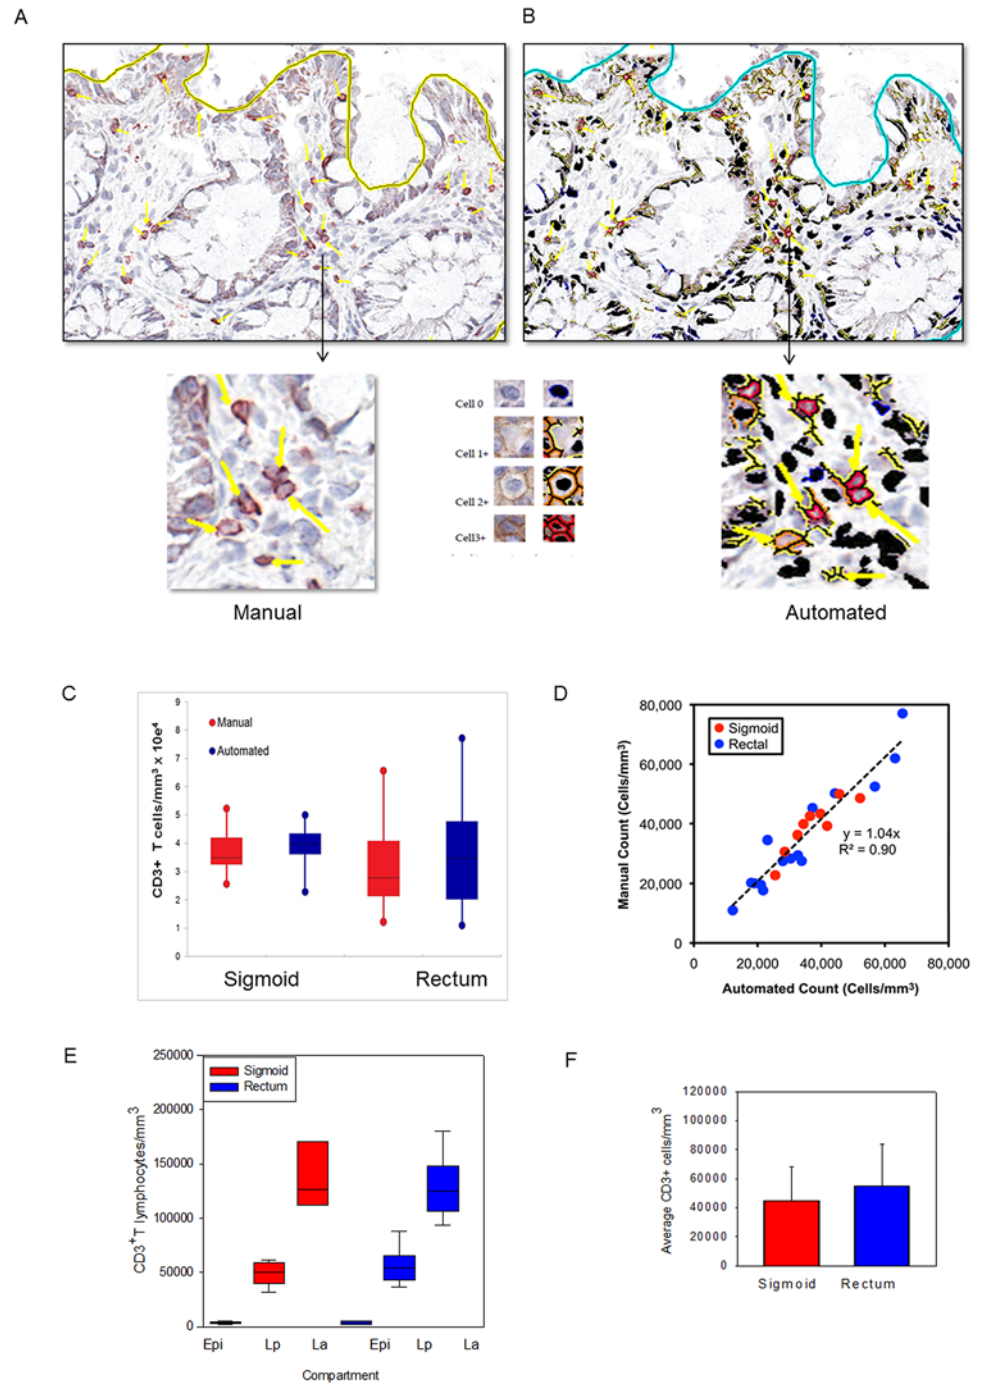 A
B
Cell 0
Cell 1+
Cell 2+
Cell3+
Manual
Automated
C
CD3+ T cells/mm³ x 10e⁴
9
8
7
6
5
4
3
2
1
0
Manual
Automated
Sigmoid
Rectum
D
Manual Count (Cells/mm³)
80,000
60,000
40,000
20,000
0
Sigmoid
Rectal
y = 1.04x
R² = 0.90
0
20,000
40,000
60,000
80,000
Automated Count (Cells/mm³)
E
CD3⁺T lymphocytes/mm³
250000
200000
150000
100000
50000
0
Sigmoid
Rectum
Epi
Lp
La
Epi
Lp
La
Compartment
F
Average CD3+ cells/mm³
120000
100000
80000
60000
40000
20000
0
Sigmoid
Rectum